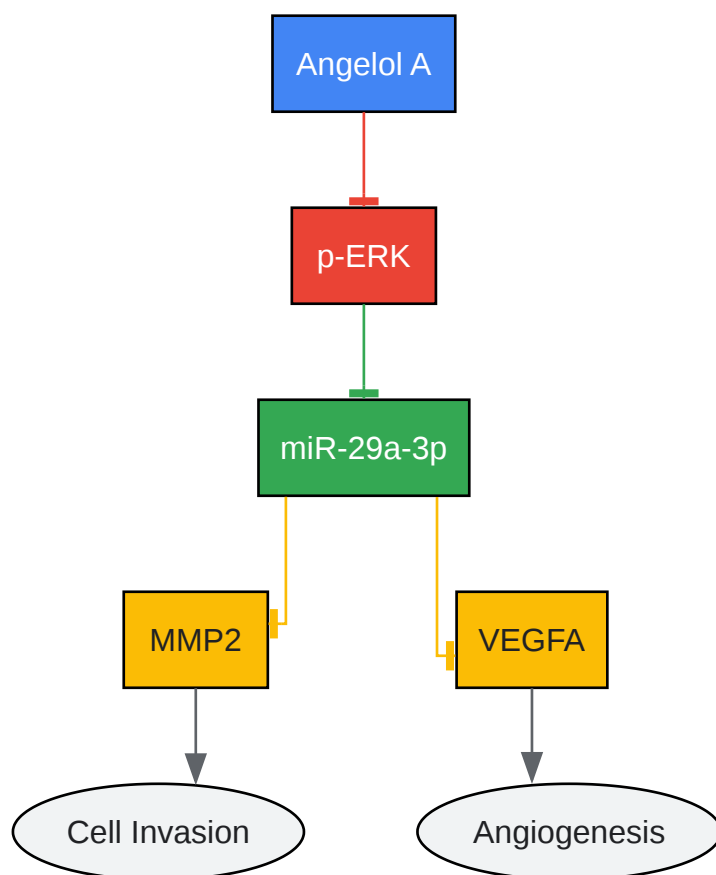 Angelol A
p-ERK
miR-29a-3p
MMP2
VEGFA
Cell Invasion
Angiogenesis